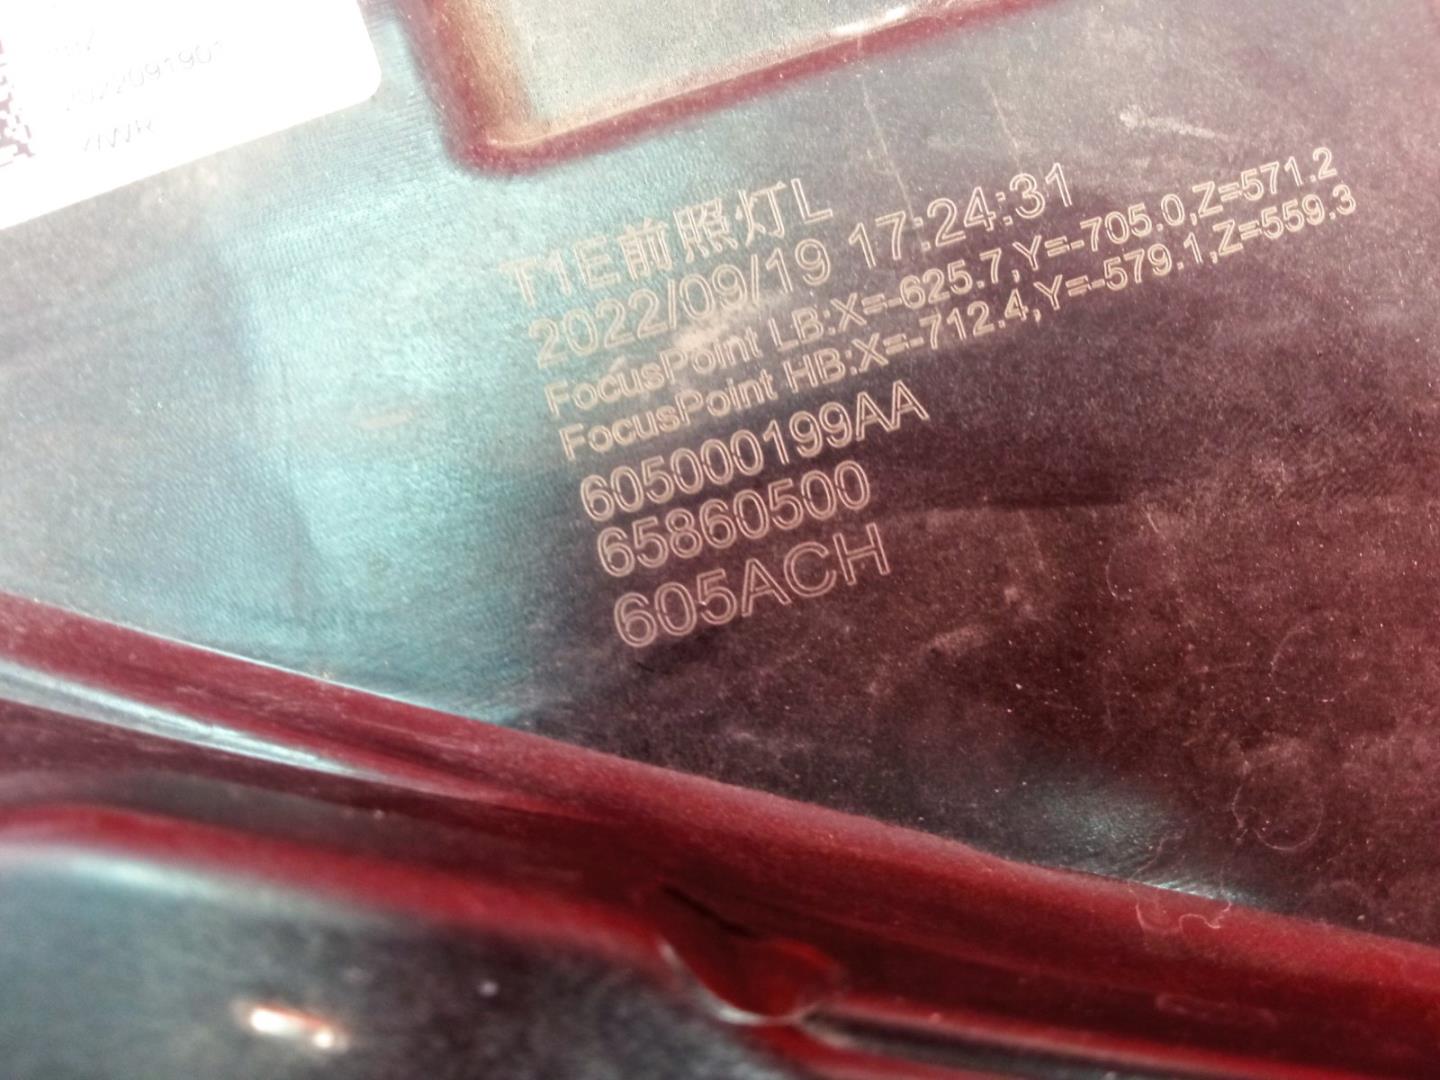 2022091901
T1E前照灯L
2022/09/19 17:24:31
FocusPoint LB:X=-625.7,Y=-705.0,Z=571.2
FocusPoint HB:X=-712.4,Y=-579.1,Z=559.3
605000199AA
65860500
605ACH